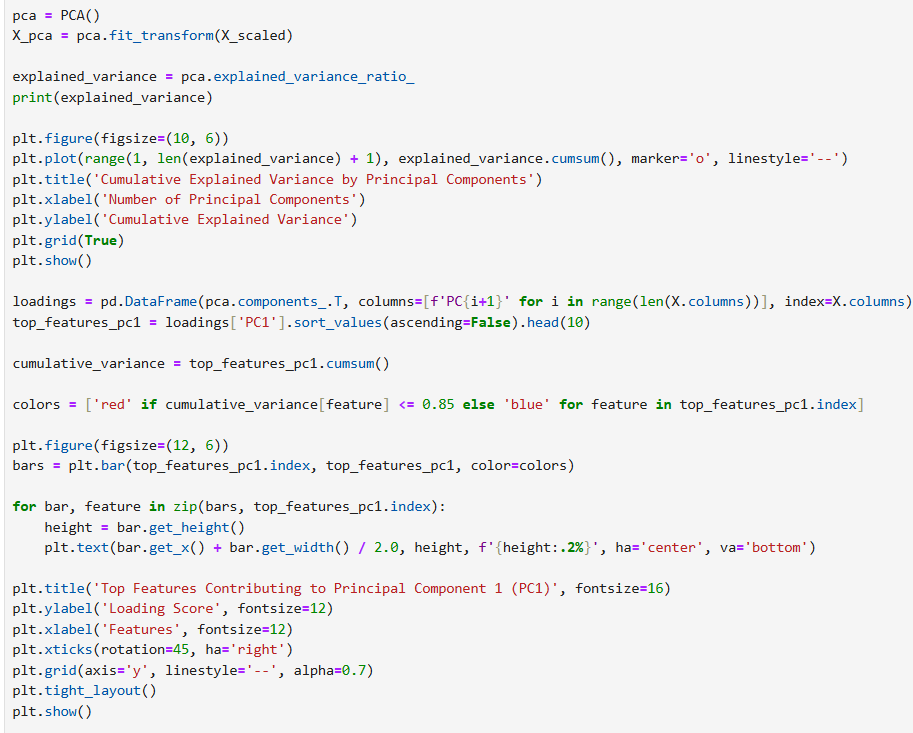 pca = PCA()
X_pca = pca.fit_transform(X_scaled)
explained_variance = pca.explained_variance_ratio_
print(explained_variance)
plt.figure(figsize=(10, 6))
plt.plot(range(1, len(explained_variance) + 1), explained_variance.cumsum(), marker='o', linestyle='--')
plt.title('Cumulative Explained Variance by Principal Components')
plt.xlabel('Number of Principal Components')
plt.ylabel('Cumulative Explained Variance')
plt.grid(True)
plt.show()
loadings = pd.DataFrame(pca.components_.T, columns=[f'PC{i+1}' for i in range(len(X.columns))], index=X.columns)
top_features_pc1 = loadings['PC1'].sort_values(ascending=False).head(10)
cumulative_variance = top_features_pc1.cumsum()
colors = ['red' if cumulative_variance[feature] <= 0.85 else 'blue' for feature in top_features_pc1.index]
plt.figure(figsize=(12, 6))
bars = plt.bar(top_features_pc1.index, top_features_pc1, color=colors)
for bar, feature in zip(bars, top_features_pc1.index):
    height = bar.get_height()
    plt.text(bar.get_x() + bar.get_width() / 2.0, height, f'{height:.2%}', ha='center', va='bottom')
plt.title('Top Features Contributing to Principal Component 1 (PC1)', fontsize=16)
plt.ylabel('Loading Score', fontsize=12)
plt.xlabel('Features', fontsize=12)
plt.xticks(rotation=45, ha='right')
plt.grid(axis='y', linestyle='--', alpha=0.7)
plt.tight_layout()
plt.show()